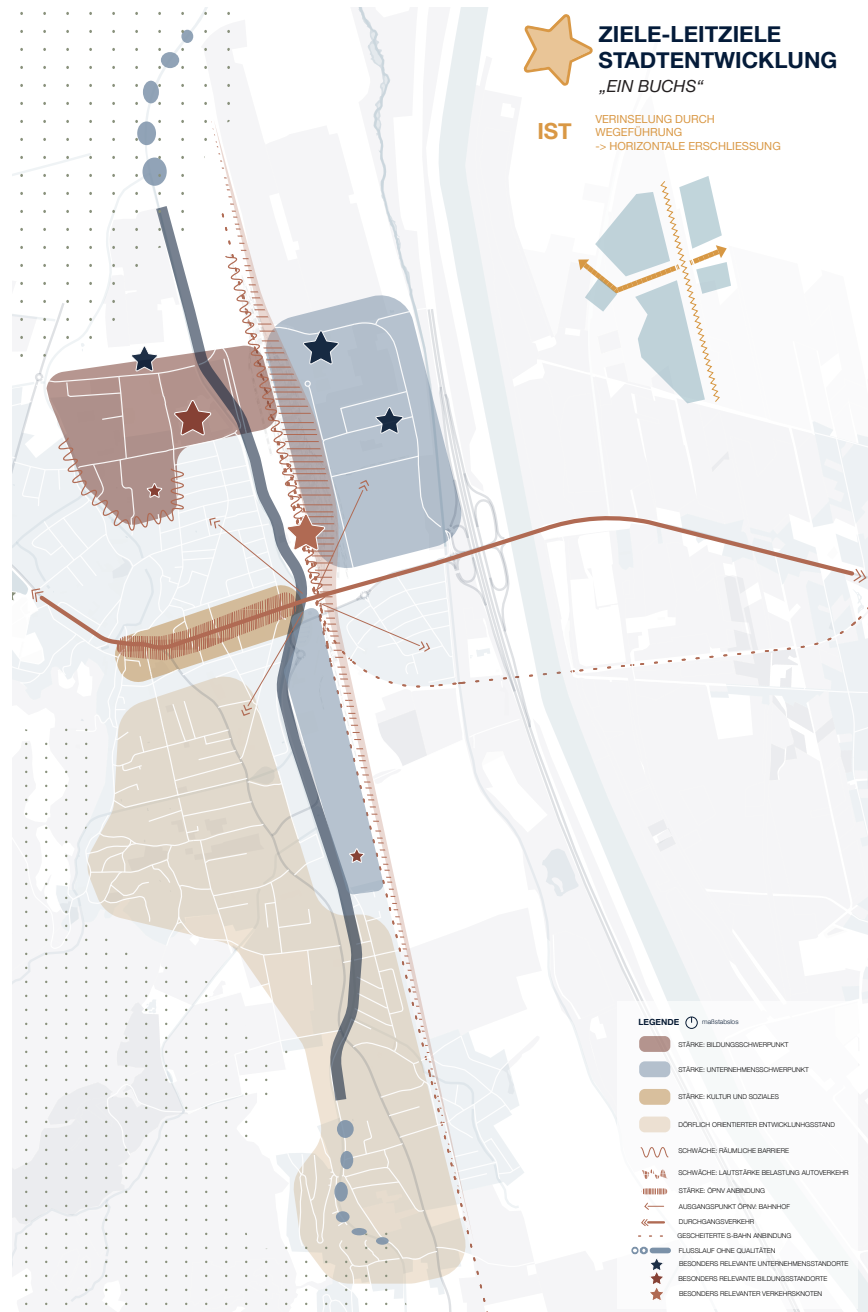 ZIELE-LEITZIELE
STADTENTWICKLUNG
„EIN BUCHS“
IST
VERINSELUNG DURCH
WEGEFÜHRUNG
-> HORIZONTALE ERSCHLIESSUNG
LEGENDE maßstabslos
STÄRKE: BILDUNGSSCHWERPUNKT
STÄRKE: UNTERNEHMENSSCHWERPUNKT
STÄRKE: KULTUR UND SOZIALES
DÖRFLICH ORIENTIERTER ENTWICKLUNHGSSTAND
SCHWÄCHE: RÄUMLICHE BARRIERE
SCHWÄCHE: LAUTSTÄRKE BELASTUNG AUTOVERKEHR
STÄRKE: ÖPNV ANBINDUNG
AUSGANGSPUNKT ÖPNV: BAHNHOF
DURCHGANGSVERKEHR
GESCHEITERTE S-BAHN ANBINDUNG
FLUSSLAUF OHNE QUALITÄTEN
BESONDERS RELEVANTE UNTERNEHMENSSTANDORTE
BESONDERS RELEVANTE BILDUNGSSTANDORTE
BESONDERS RELEVANTER VERKEHRSKNOTEN